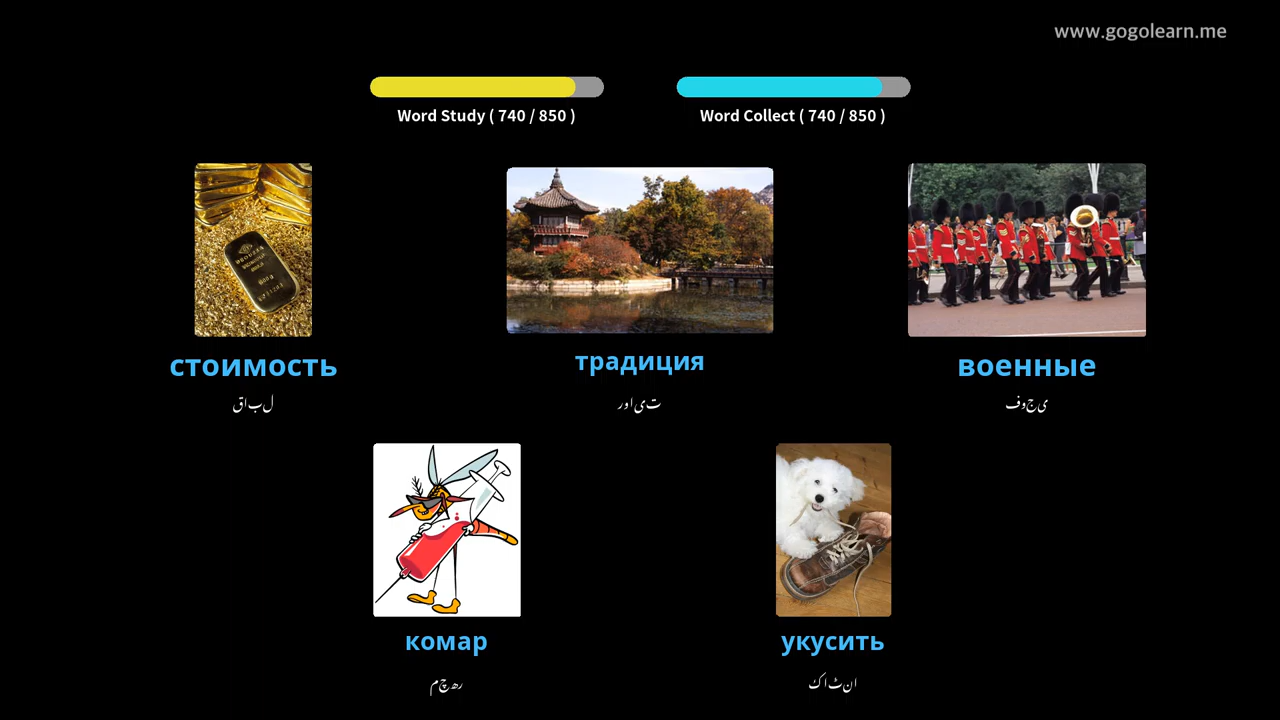 www.gogolearn.me
Word Study ( 740 / 850 )
Word Collect ( 740 / 850 )
стоимость
традиция
военные
قابل
روایت
فوجی
комар
укусить
مچھر
کاٹنا